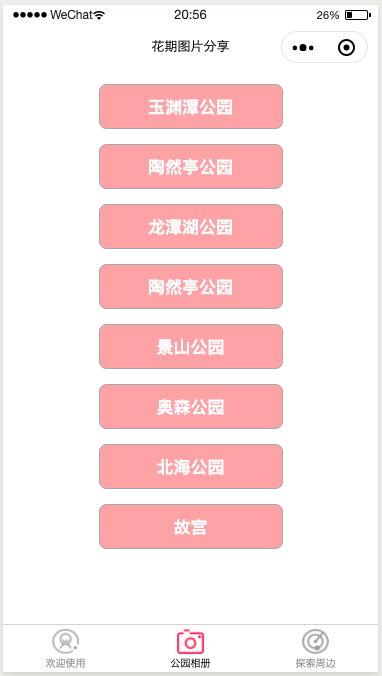 WeChat 20:56 26%
花期图片分享
玉渊潭公园
陶然亭公园
龙潭湖公园
陶然亭公园
景山公园
奥森公园
北海公园
故宫
欢迎使用 公园相册 探索周边